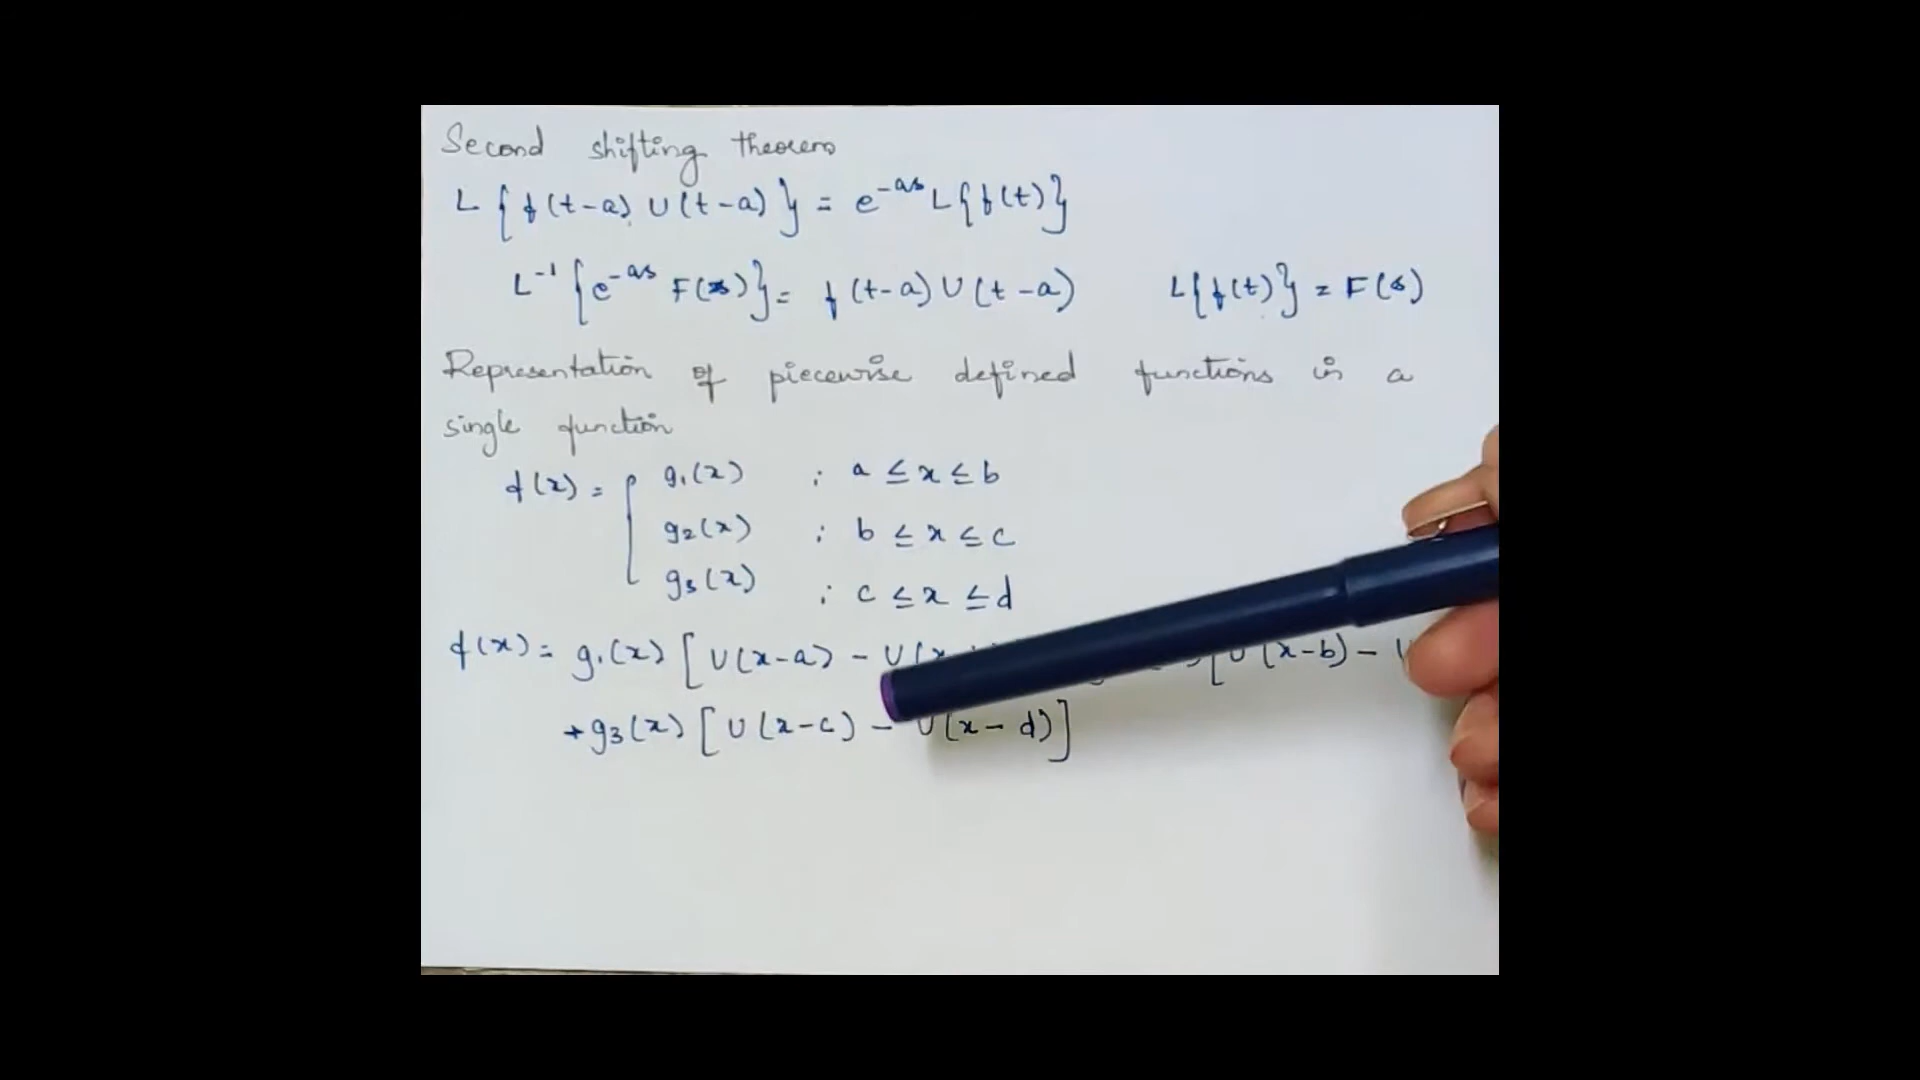 Second shifting theorem
L{f(t-a) U(t-a)} = e^-as L{f(t)}
L^-1 {e^-as F(s)} = f(t-a) U(t-a) L{f(t)} = F(s)
Representation of piecewise defined functions in a
single function
f(x) = { g1(x) ; a ≤ x ≤ b
g2(x) ; b ≤ x ≤ c
g3(x) ; c ≤ x ≤ d
f(x) = g1(x) [U(x-a) - U(x [U(x-b) - U
+ g3(x) [U(x-c) - U(x-d)]